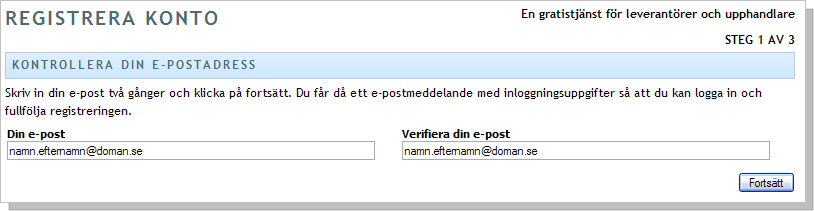 REGISTRERA KONTO
En gratistjänst för leverantörer och upphandlare
STEG 1 AV 3
KONTROLLERA DIN E-POSTADRESS
Skriv in din e-post två gånger och klicka på fortsätt. Du får då ett e-postmeddelande med inloggningsuppgifter så att du kan logga in och
fullfölja registreringen.
Din e-post
Verifiera din e-post
namn.efternamn@doman.se
namn.efternamn@doman.se
Fortsätt